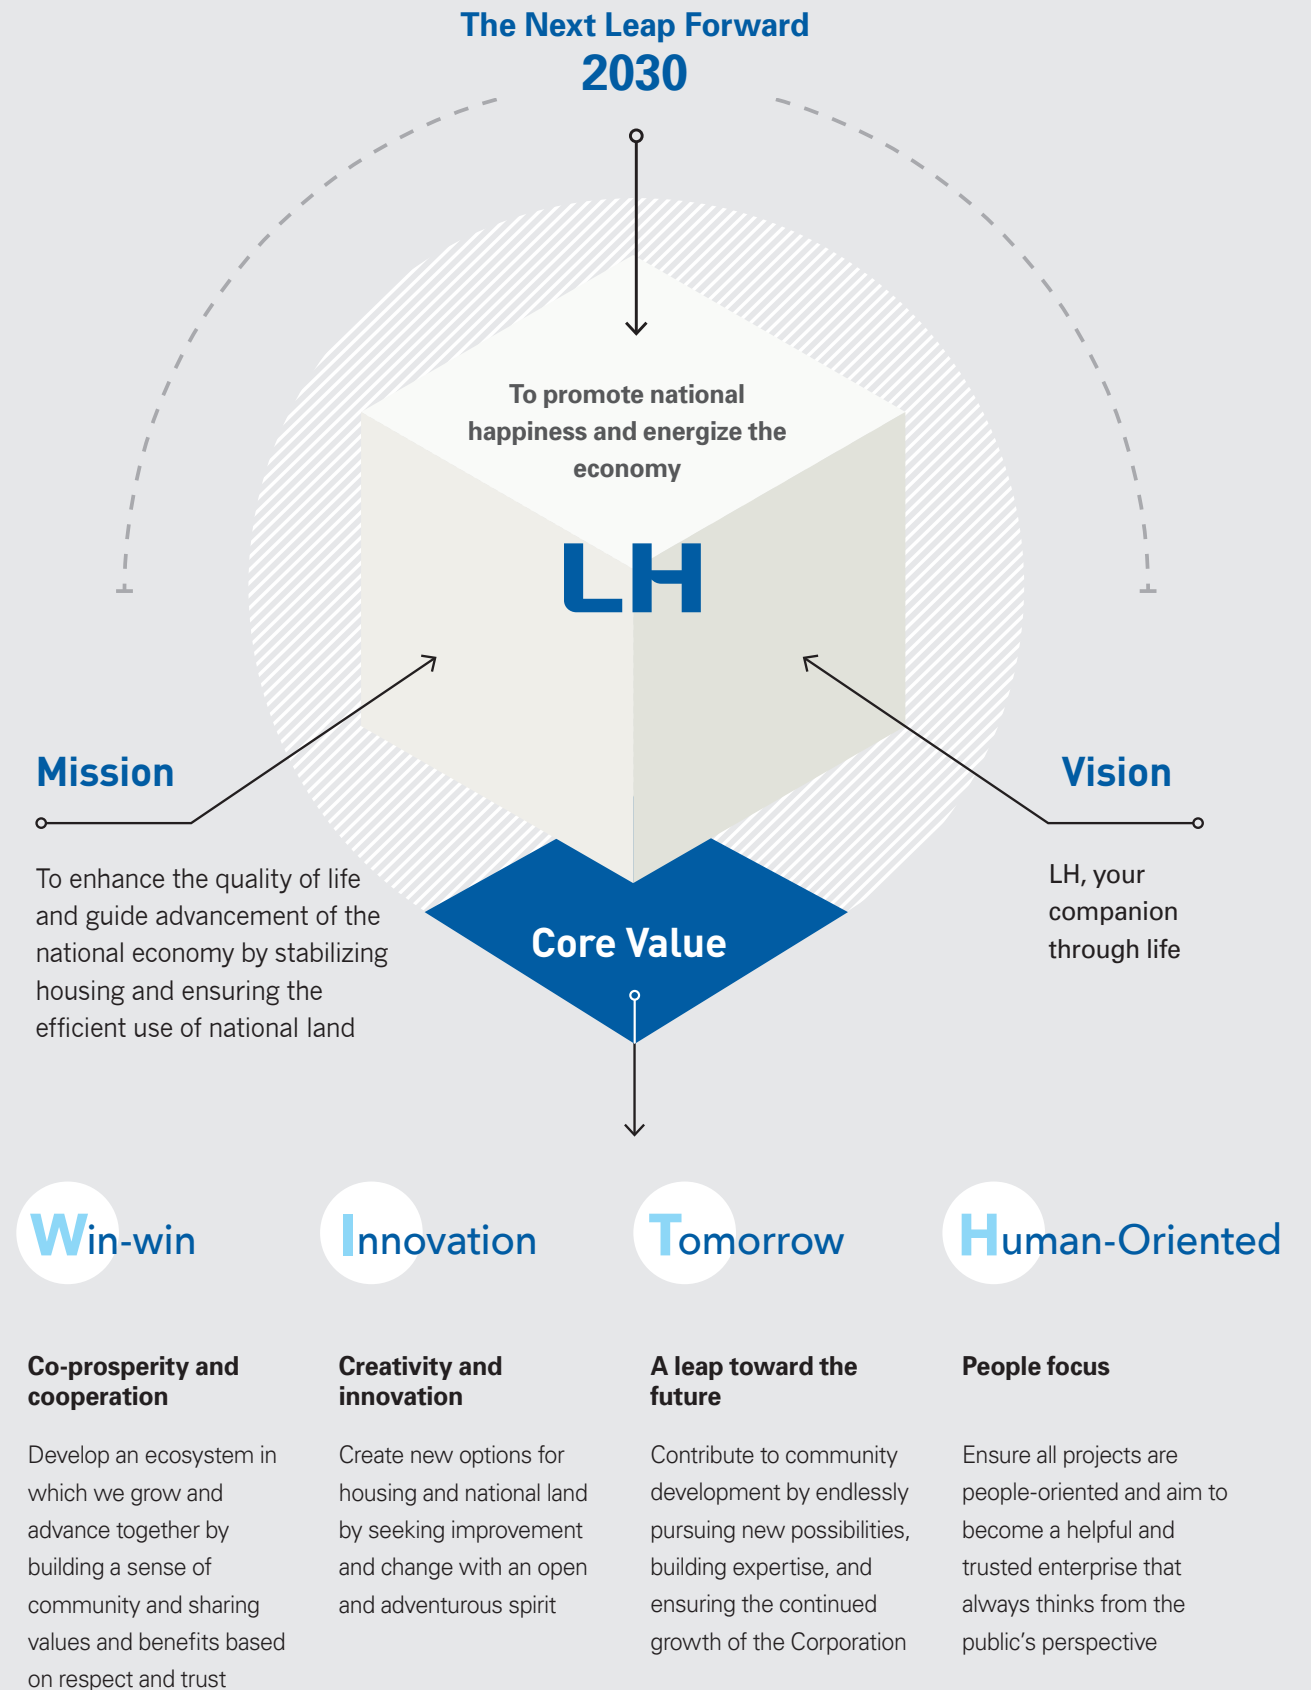 The Next Leap Forward
2030
To promote national
happiness and energize the
economy
LH
Mission
To enhance the quality of life
and guide advancement of the
national economy by stabilizing
housing and ensuring the
efficient use of national land
Vision
LH, your
companion
through life
Core Value
Win-win
Co-prosperity and
cooperation
Develop an ecosystem in
which we grow and
advance together by
building a sense of
community and sharing
values and benefits based
on respect and trust
Innovation
Creativity and
innovation
Create new options for
housing and national land
by seeking improvement
and change with an open
and adventurous spirit
Tomorrow
A leap toward the
future
Contribute to community
development by endlessly
pursuing new possibilities,
building expertise, and
ensuring the continued
growth of the Corporation
Human-Oriented
People focus
Ensure all projects are
people-oriented and aim to
become a helpful and
trusted enterprise that
always thinks from the
public's perspective